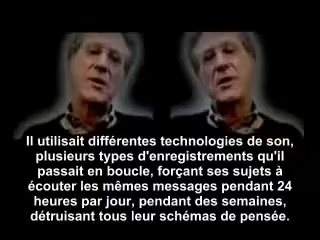 Il utilisait différentes technologies de son,
plusieurs types d'enregistrements qu'il
passait en boucle, forçant ses sujets à
écouter les mêmes messages pendant 24
heures par jour, pendant des semaines,
détruisant tous leur schémas de pensée.